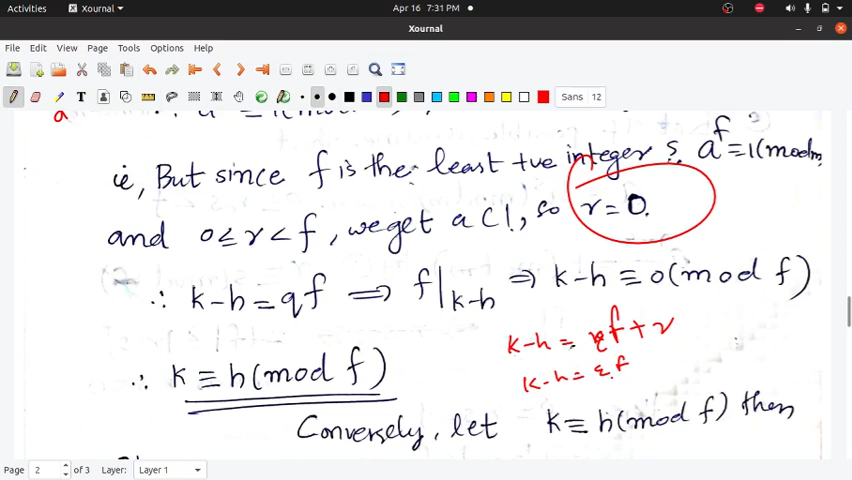 Activities
Xournal
Apr 16 7:31 PM
Xournal
File Edit View Page Tools Options Help
T
Sans 12
a
ie, But since f is the least +ve integer s. a^f ≡ 1(mod m
and 0 ≤ r < f, we get a C!, so r = 0.
∴ k-h = qf ⟹ f | k-h ⟹ k-h ≡ 0(mod f)
k-h = qf + r
k-h = qf
∴ k ≡ h(mod f)
Conversely, let k ≡ h(mod f) then
Page 2 of 3 Layer: Layer 1